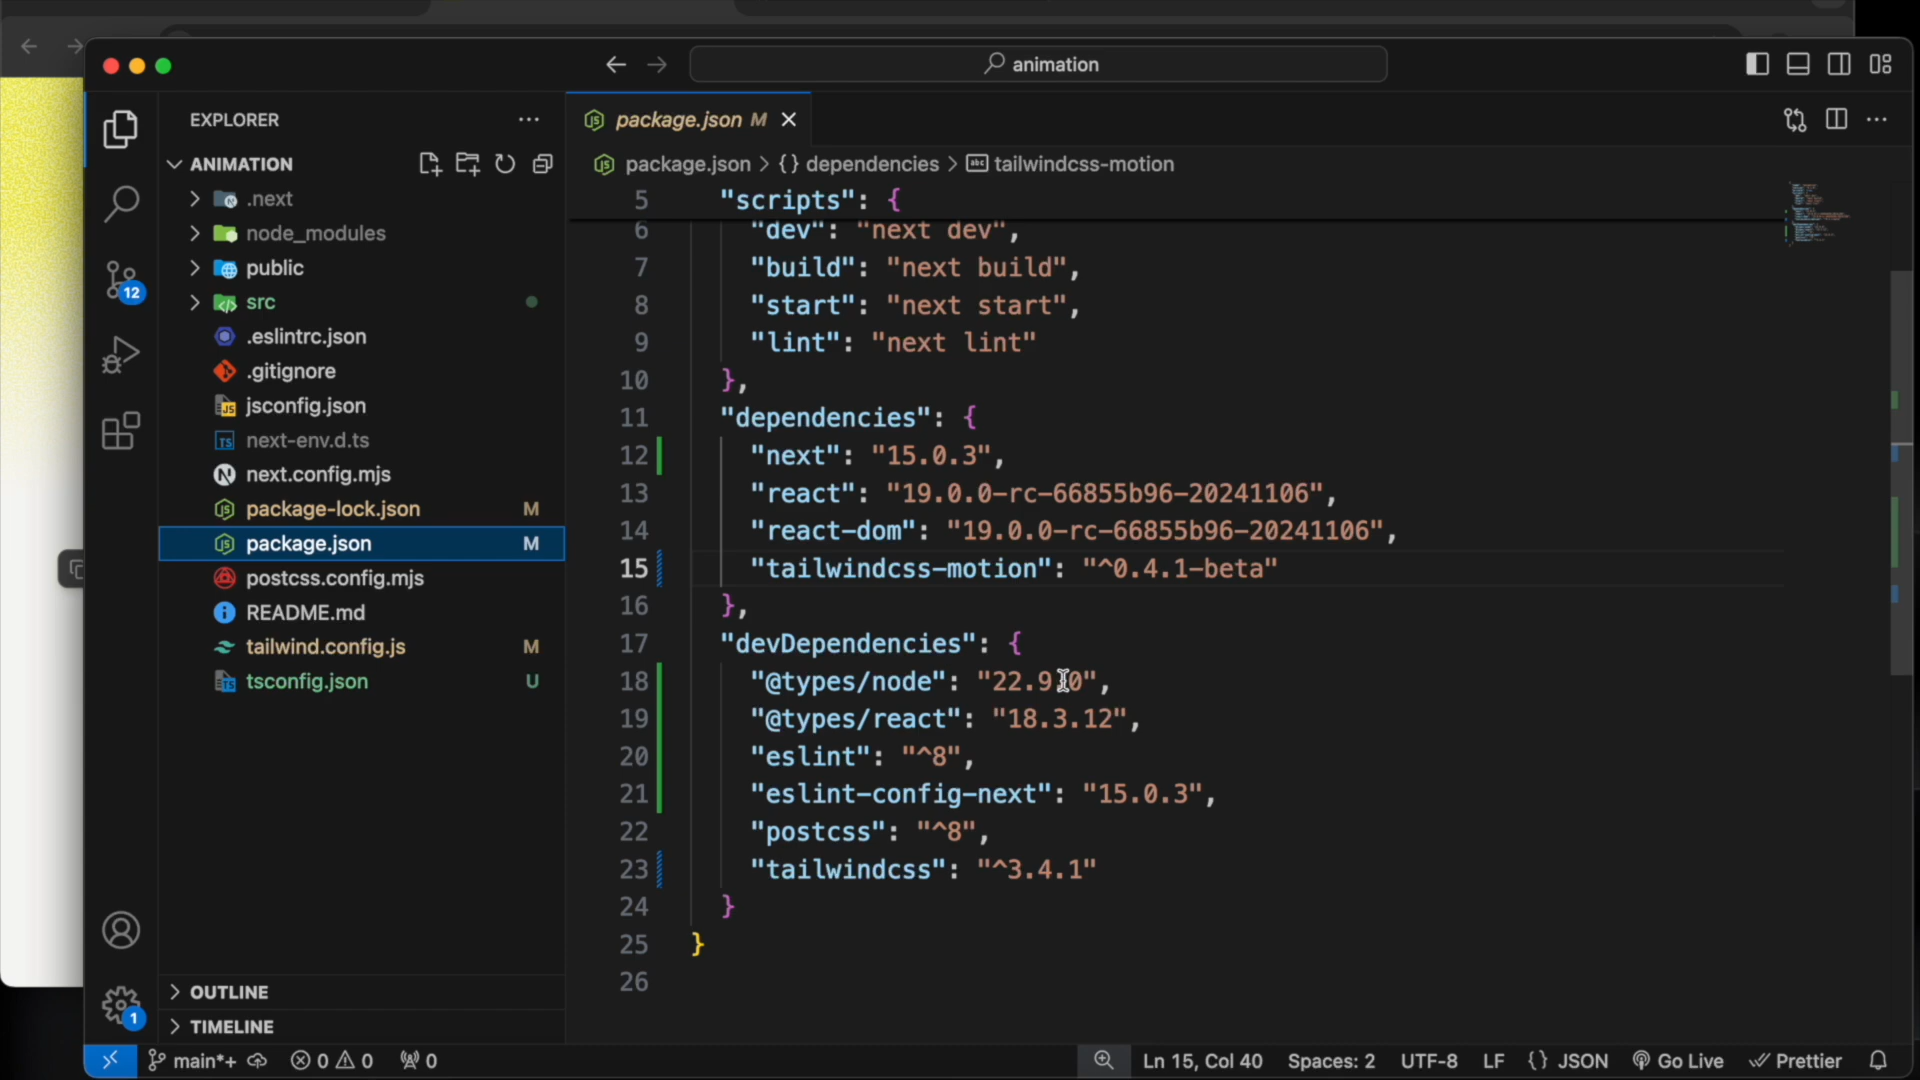 animation
EXPLORER
ANIMATION
.next
node_modules
public
src
.eslintrc.json
.gitignore
jsconfig.json
next-env.d.ts
next.config.mjs
package-lock.json M
package.json M
postcss.config.mjs
README.md
tailwind.config.js M
tsconfig.json U
OUTLINE
TIMELINE
12
1
package.json M
package.json > {} dependencies > abc tailwindcss-motion
5 "scripts": {
6 "dev": "next dev",
7 "build": "next build",
8 "start": "next start",
9 "lint": "next lint"
10 },
11 "dependencies": {
12 "next": "15.0.3",
13 "react": "19.0.0-rc-66855b96-20241106",
14 "react-dom": "19.0.0-rc-66855b96-20241106",
15 "tailwindcss-motion": "^0.4.1-beta"
16 },
17 "devDependencies": {
18 "@types/node": "22.9.0",
19 "@types/react": "18.3.12",
20 "eslint": "^8",
21 "eslint-config-next": "15.0.3",
22 "postcss": "^8",
23 "tailwindcss": "^3.4.1"
24 }
25 }
26
main*+ 0 0 0 Ln 15, Col 40 Spaces: 2 UTF-8 LF {} JSON Go Live Prettier